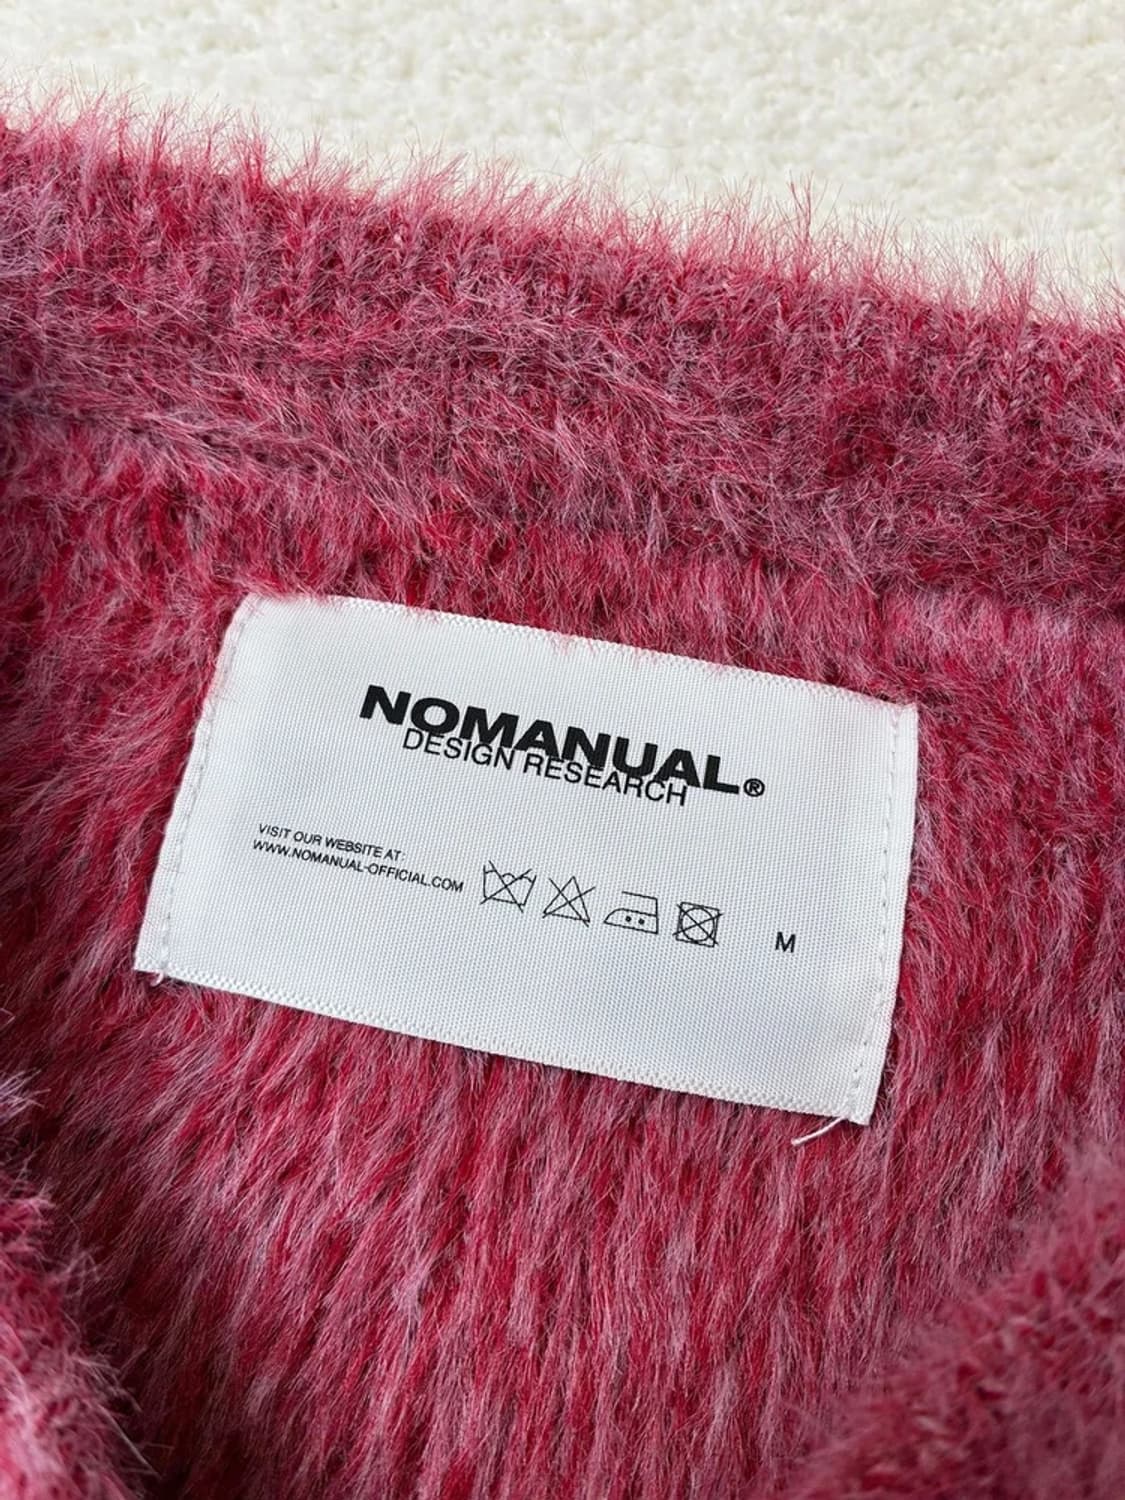 NOMANUAL®
DESIGN RESEARCH
VISIT OUR WEBSITE AT:
WWW.NOMANUAL-OFFICIAL.COM
M